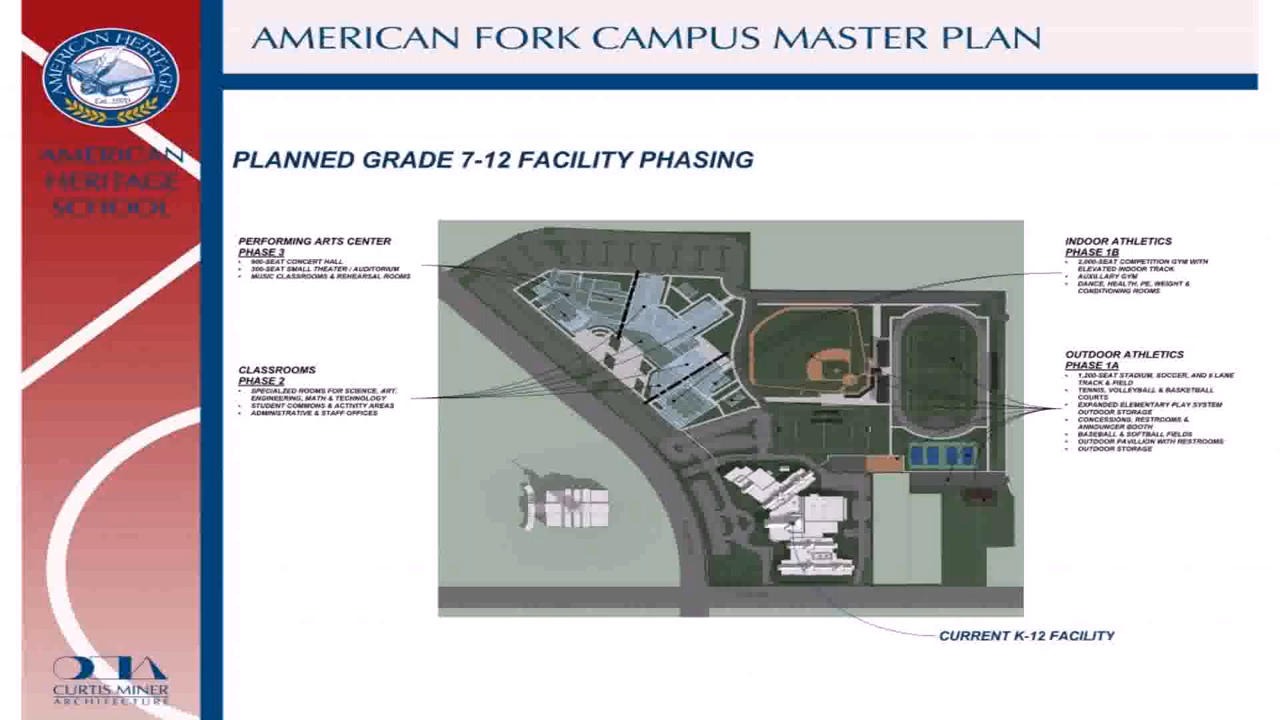 AMERICAN FORK CAMPUS MASTER PLAN
AMERICAN HERITAGE
Est. 1970
AMERICAN
HERITAGE
SCHOOL
PLANNED GRADE 7-12 FACILITY PHASING
PERFORMING ARTS CENTER
PHASE 3
• 900-SEAT CONCERT HALL
• 300-SEAT SMALL THEATER / AUDITORIUM
• MUSIC CLASSROOMS & REHEARSAL ROOMS
CLASSROOMS
PHASE 2
• SPECIALIZED ROOMS FOR SCIENCE, ART,
ENGINEERING, MATH & TECHNOLOGY
• STUDENT COMMONS & ACTIVITY AREAS
• ADMINISTRATIVE & STAFF OFFICES
INDOOR ATHLETICS
PHASE 1B
• 2,000-SEAT COMPETITION GYM WITH
ELEVATED INDOOR TRACK
• AUXILLARY GYM
• DANCE, HEALTH, PE, WEIGHT &
CONDITIONING ROOMS
OUTDOOR ATHLETICS
PHASE 1A
• 1,200-SEAT STADIUM, SOCCER, AND 8 LANE
TRACK & FIELD
• TENNIS, VOLLEYBALL & BASKETBALL
COURTS
• EXPANDED ELEMENTARY PLAY SYSTEM
OUTDOOR STORAGE
• CONCESSIONS, RESTROOMS &
ANNOUNCER BOOTH
• BASEBALL & SOFTBALL FIELDS
• OUTDOOR PAVILLION WITH RESTROOMS
• OUTDOOR STORAGE
CURRENT K-12 FACILITY
CURTIS MINER
ARCHITECTURE